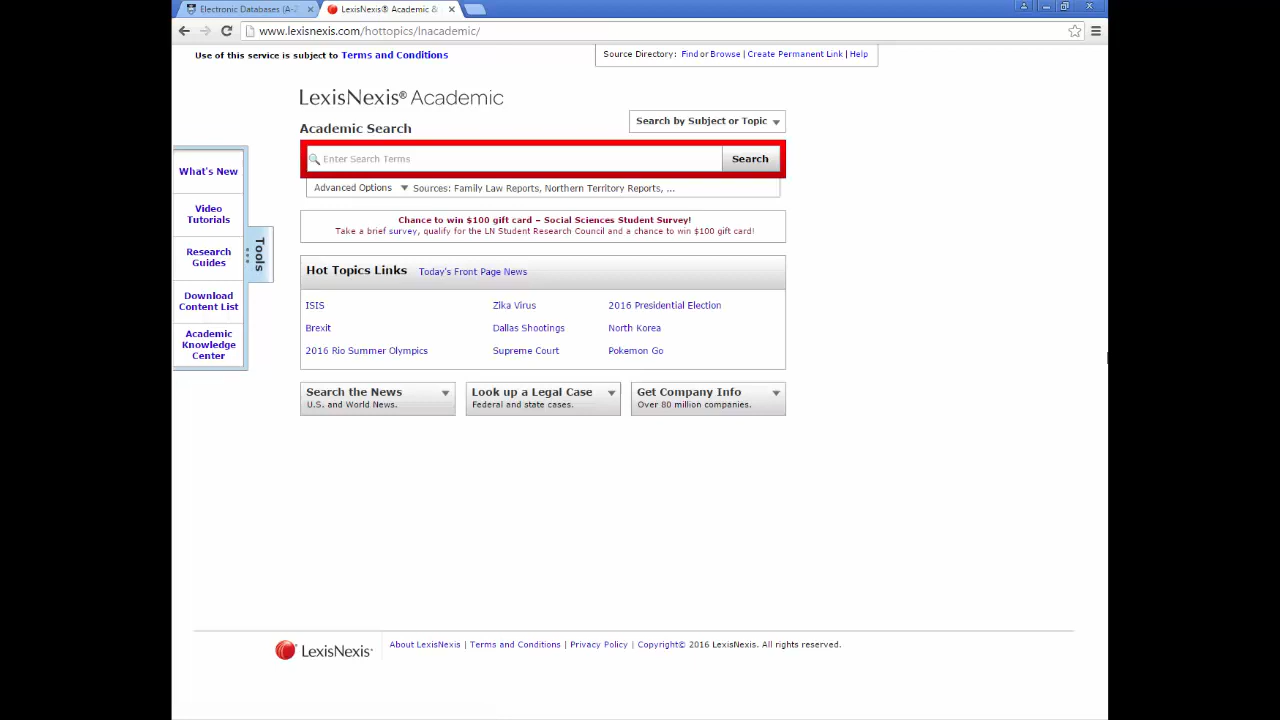 Electronic Databases (A-Z
LexisNexis® Academic &
www.lexisnexis.com/hottopics/lnacademic/
Use of this service is subject to Terms and Conditions
Source Directory: Find or Browse | Create Permanent Link | Help
LexisNexis® Academic
Search by Subject or Topic
Academic Search
Enter Search Terms
Search
Advanced Options
Sources: Family Law Reports, Northern Territory Reports, ...
What's New
Video
Tutorials
Research
Guides
Download
Content List
Academic
Knowledge
Center
Tools
Chance to win $100 gift card – Social Sciences Student Survey!
Take a brief survey, qualify for the LN Student Research Council and a chance to win $100 gift card!
Hot Topics Links Today's Front Page News
ISIS Zika Virus 2016 Presidential Election
Brexit Dallas Shootings North Korea
2016 Rio Summer Olympics Supreme Court Pokemon Go
Search the News Look up a Legal Case Get Company Info
U.S. and World News. Federal and state cases. Over 80 million companies.
LexisNexis®
About LexisNexis | Terms and Conditions | Privacy Policy | Copyright© 2016 LexisNexis. All rights reserved.